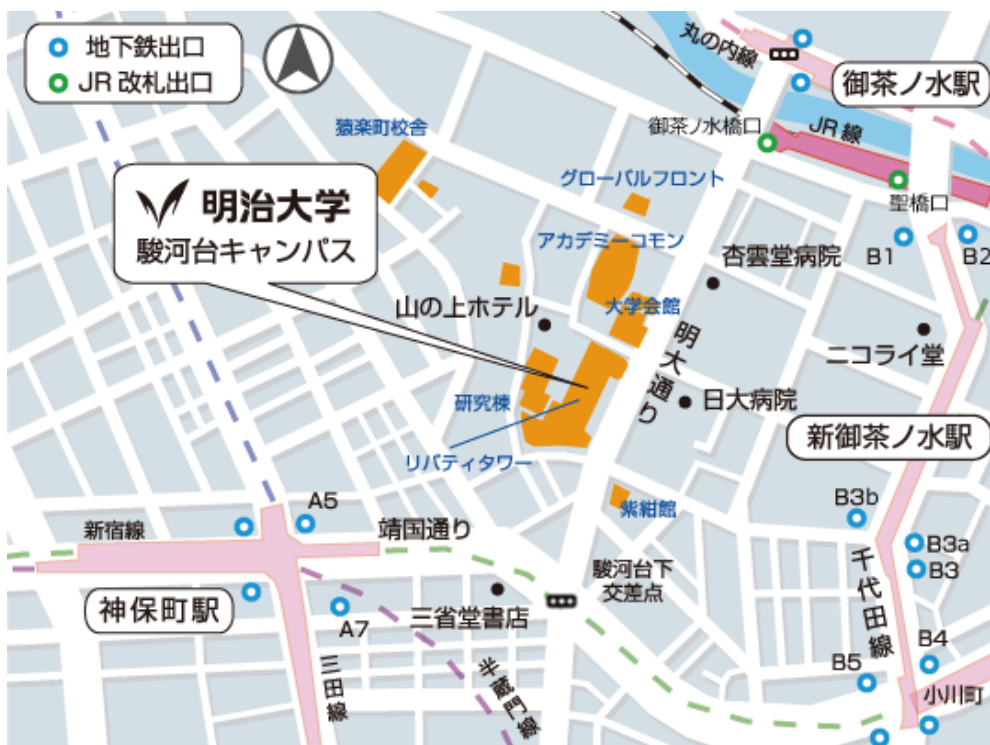 地下鉄出口
JR改札出口
丸の内線
御茶ノ水駅
猿楽町校舎
御茶ノ水橋口
JR線
グローバルフロント
聖橋口
明治大学
駿河台キャンパス
アカデミーコモン
杏雲堂病院
B1
B2
山の上ホテル
大学会館
明大通り
ニコライ堂
研究棟
日大病院
リバティタワー
新御茶ノ水駅
A5
紫紺館
B3b
新宿線
靖国通り
B3a
駿河台下
交差点
B3
千代田線
神保町駅
A7
三省堂書店
三田線
半蔵門線
B4
B5
小川町